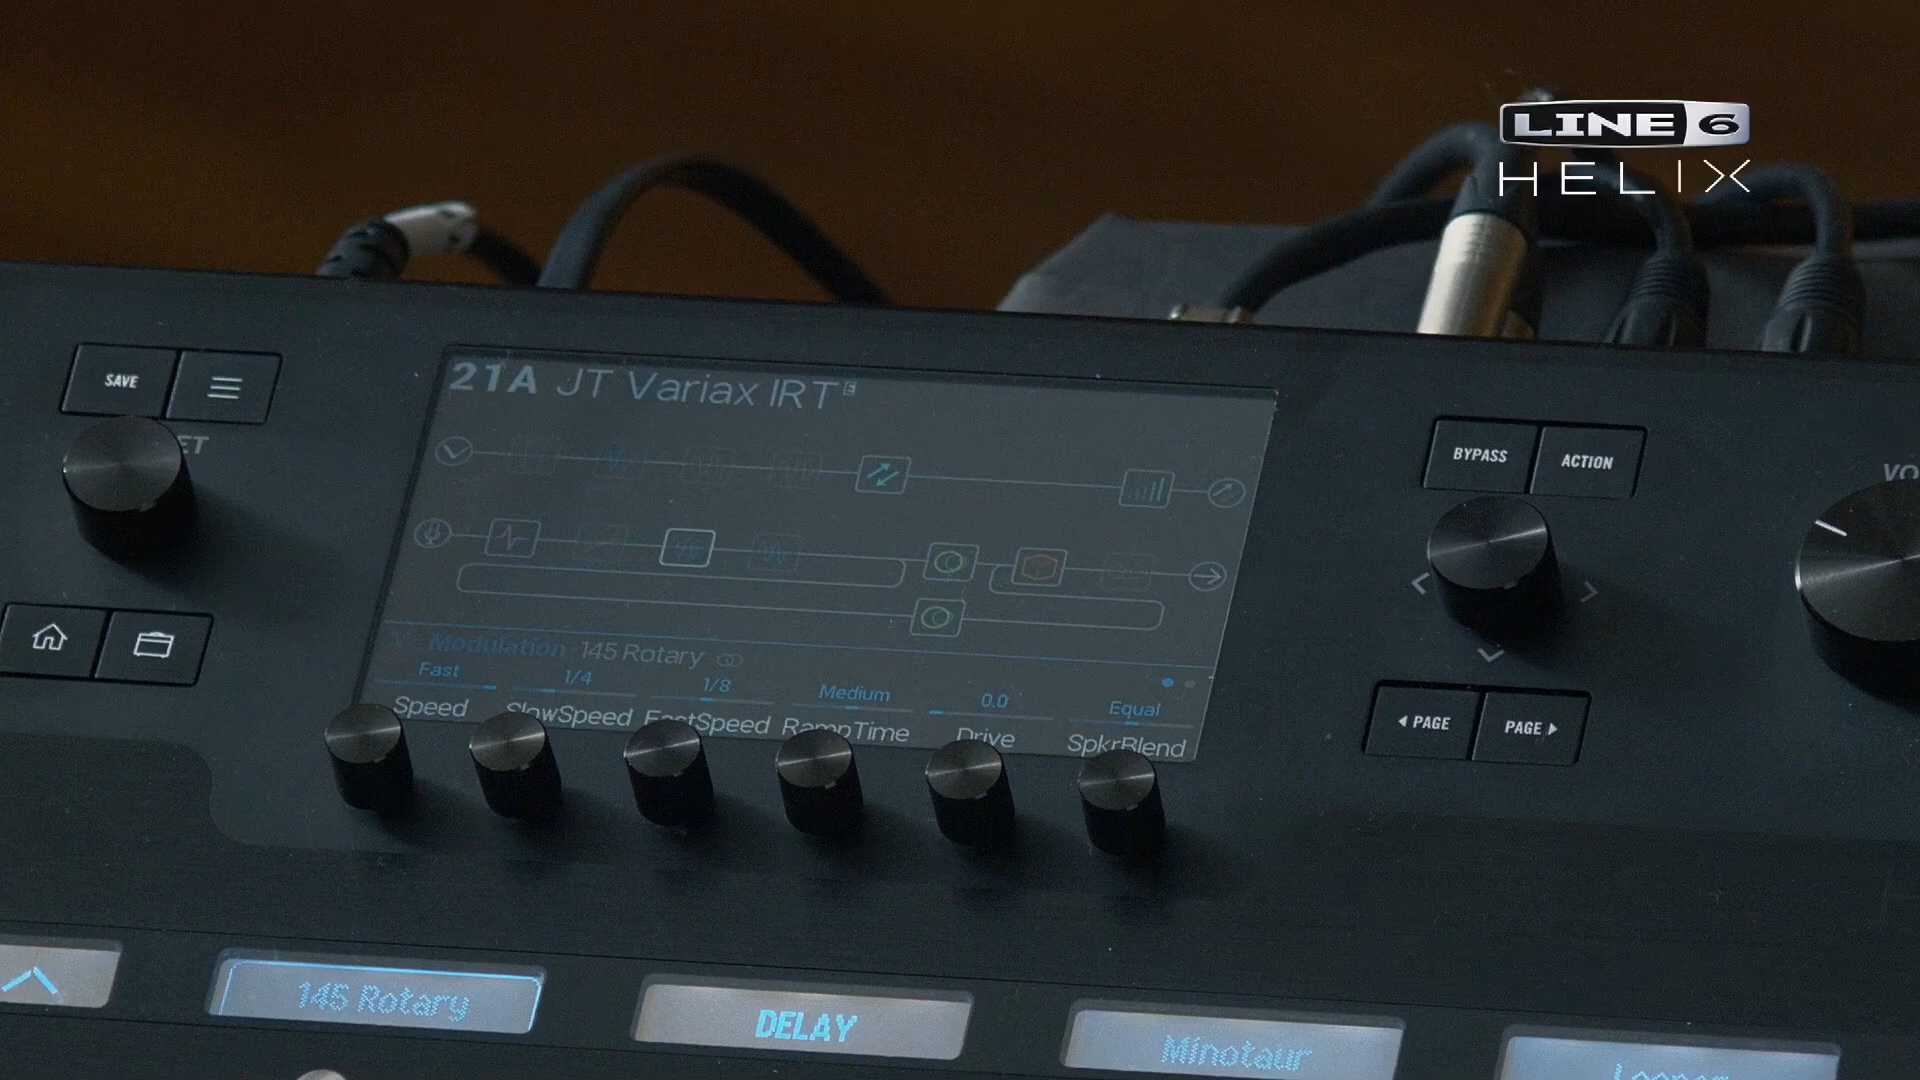 LINE 6
HELIX
SAVE
21A JT Variax IRT E
BYPASS
ACTION
Modulation 145 Rotary
Fast 1/4 1/8 Medium 0.0 Equal
Speed SlowSpeed FastSpeed RampTime Drive SpkrBlend
PAGE
PAGE
145 Rotary
DELAY
Minotaur
Looper